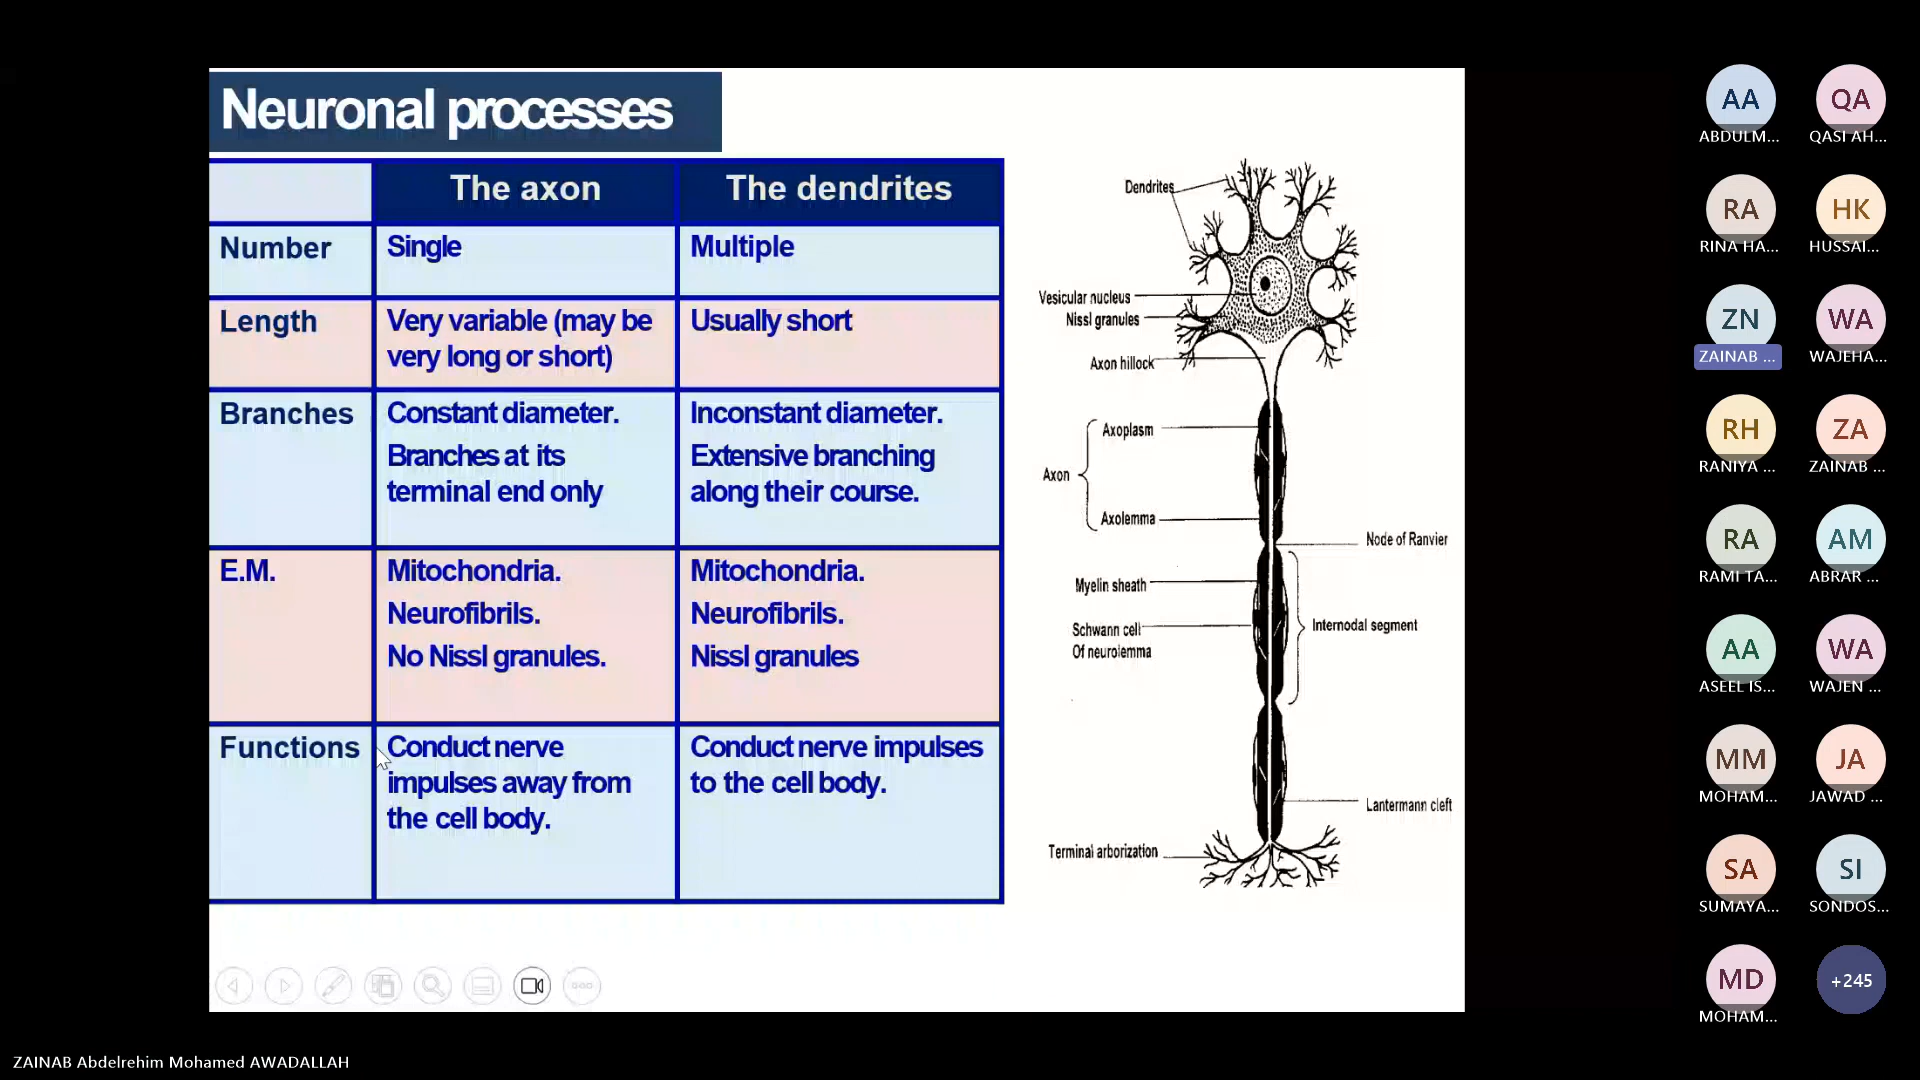 Neuronal processes
The axon
The dendrites
Number
Single
Multiple
Length
Very variable (may be
very long or short)
Usually short
Branches
Constant diameter.
Branches at its
terminal end only
Inconstant diameter.
Extensive branching
along their course.
E.M.
Mitochondria.
Neurofibrils.
No Nissl granules.
Mitochondria.
Neurofibrils.
Nissl granules
Functions
Conduct nerve
impulses away from
the cell body.
Conduct nerve impulses
to the cell body.
Dendrites
Vesicular nucleus
Nissl granules
Axon hillock
Axoplasm
Axon
Axolemma
Node of Ranvier
Myelin sheath
Internodal segment
Schwann cell
Of neurolemma
Lantermann cleft
Terminal arborization
AA
ABDULM...
QA
QASI AH...
RA
RINA HA...
HK
HUSSAI...
ZN
ZAINAB ...
WA
WAJEHA...
RH
RANIYA ...
ZA
ZAINAB ...
RA
RAMI TA...
AM
ABRAR ...
AA
ASEEL IS...
WA
WAJEN ...
MM
MOHAM...
JA
JAWAD ...
SA
SUMAYA...
SI
SONDOS...
MD
MOHAM...
+245
ZAINAB Abdelrehim Mohamed AWADALLAH